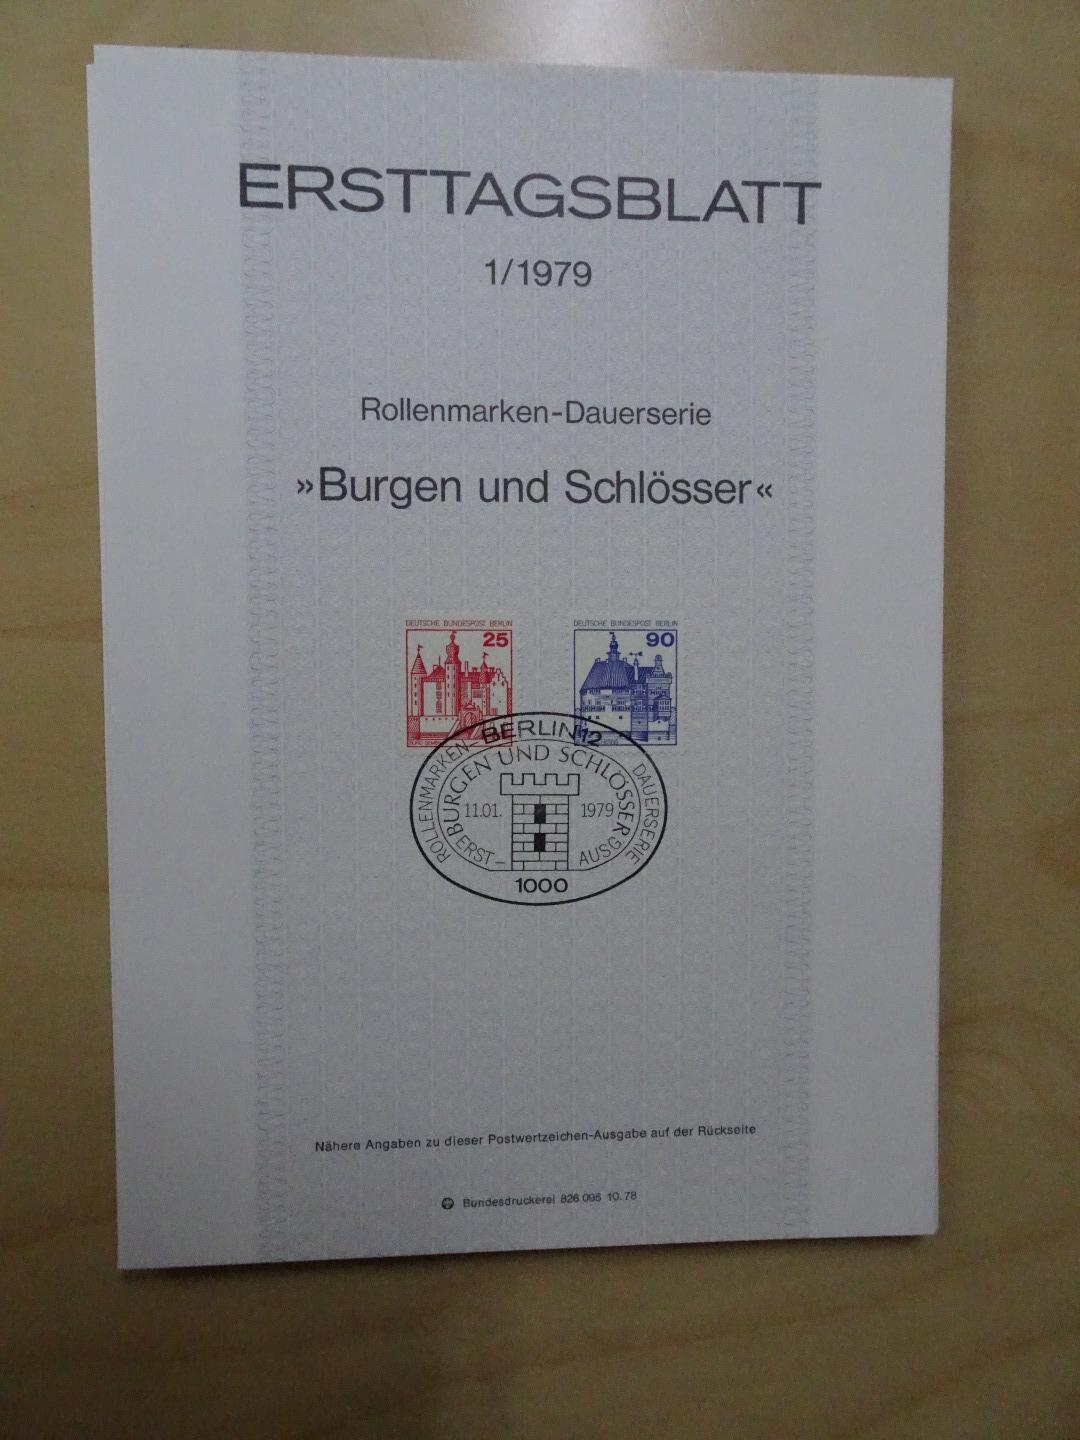 ERSTTAGSBLATT
1/1979
Rollenmarken-Dauerserie
»Burgen und Schlösser«
DEUTSCHE BUNDESPOST BERLIN
25
DEUTSCHE BUNDESPOST BERLIN
90
BERLIN 12
ROLLENMARKEN-
DAUERSERIE
BURGEN UND SCHLÖSSER
11.01. 1979
ERST-
AUSG.
1000
Nähere Angaben zu dieser Postwertzeichen-Ausgabe auf der Rückseite
Bundesdruckerei 826 095 10.78